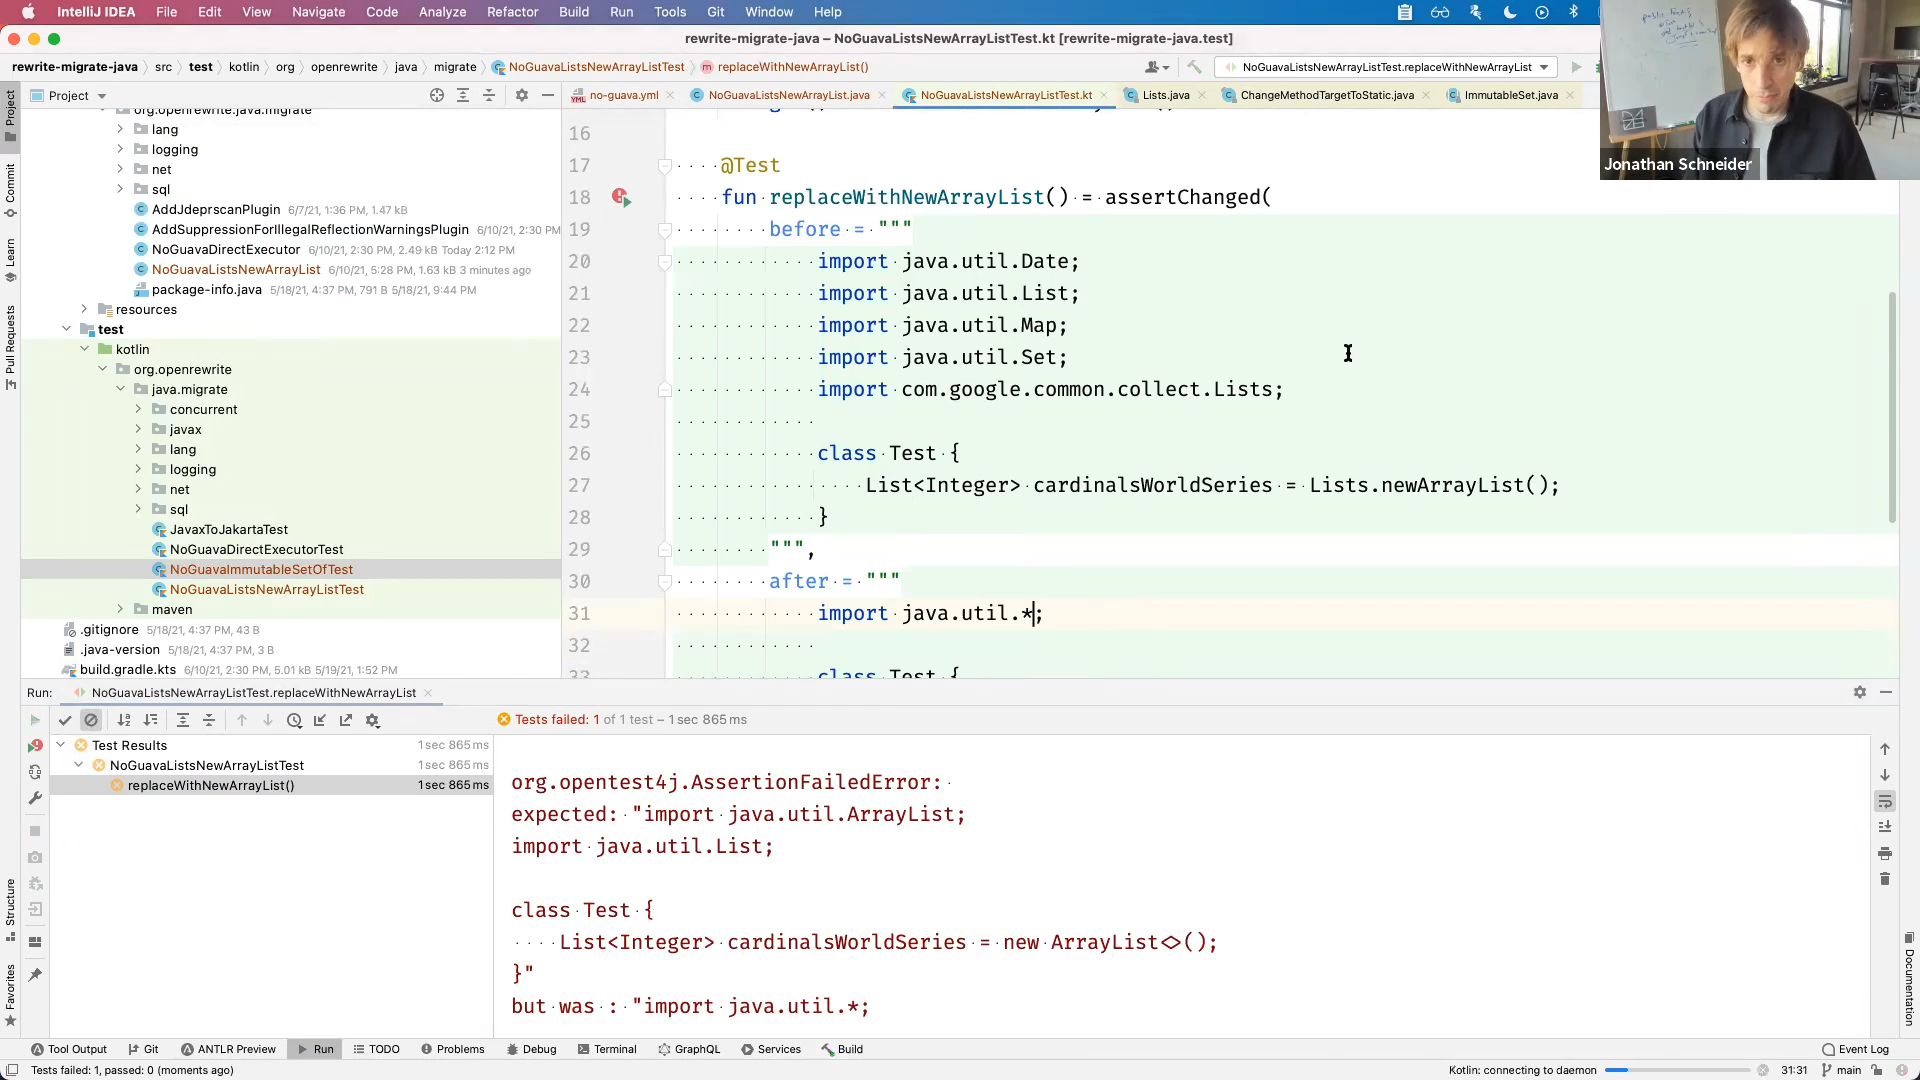 IntelliJ IDEA File Edit View Navigate Code Analyze Refactor Build Run Tools Git Window Help
rewrite-migrate-java – NoGuavaListsNewArrayListTest.kt [rewrite-migrate-java.test]
rewrite-migrate-java src test kotlin org openrewrite java migrate NoGuavaListsNewArrayListTest replaceWithNewArrayList() NoGuavaListsNewArrayListTest.replaceWithNewArrayList
Project no-guava.yml NoGuavaListsNewArrayList.java NoGuavaListsNewArrayListTest.kt Lists.java ChangeMethodTargetToStatic.java ImmutableSet.java
Jonathan Schneider
Project
Commit
Learn
Pull Requests
Structure
Favorites
Documentation
org.openrewrite.java.migrate
lang
logging
net
sql
AddJdeprscanPlugin 6/7/21, 1:36 PM, 1.47 kB
AddSuppressionForIllegalReflectionWarningsPlugin 6/10/21, 2:30 PM
NoGuavaDirectExecutor 6/10/21, 2:30 PM, 2.49 kB Today 2:12 PM
NoGuavaListsNewArrayList 6/10/21, 5:28 PM, 1.63 kB 3 minutes ago
package-info.java 5/18/21, 4:37 PM, 791 B 5/18/21, 9:44 PM
resources
test
kotlin
org.openrewrite
java.migrate
concurrent
javax
lang
logging
net
sql
JavaxToJakartaTest
NoGuavaDirectExecutorTest
NoGuavaImmutableSetOfTest
NoGuavaListsNewArrayListTest
maven
.gitignore 5/18/21, 4:37 PM, 43 B
.java-version 5/18/21, 4:37 PM, 3 B
build.gradle.kts 6/10/21, 2:30 PM, 5.01 kB 5/19/21, 1:52 PM
16
17 @Test
18 fun replaceWithNewArrayList() = assertChanged(
19 before = """
20 import java.util.Date;
21 import java.util.List;
22 import java.util.Map;
23 import java.util.Set;
24 import com.google.common.collect.Lists;
25
26 class Test {
27 List<Integer> cardinalsWorldSeries = Lists.newArrayList();
28 }
29 """,
30 after = """
31 import java.util.*;
32
33 class Test {
Run: NoGuavaListsNewArrayListTest.replaceWithNewArrayList
Tests failed: 1 of 1 test – 1 sec 865 ms
Test Results 1 sec 865 ms
NoGuavaListsNewArrayListTest 1 sec 865 ms
replaceWithNewArrayList() 1 sec 865 ms
org.opentest4j.AssertionFailedError:
expected: "import java.util.ArrayList;
import java.util.List;
class Test {
List<Integer> cardinalsWorldSeries = new ArrayList<>();
}"
but was : "import java.util.*;
Tool Output Git ANTLR Preview Run TODO Problems Debug Terminal GraphQL Services Build Event Log
Tests failed: 1, passed: 0 (moments ago) Kotlin: connecting to daemon 31:31 main